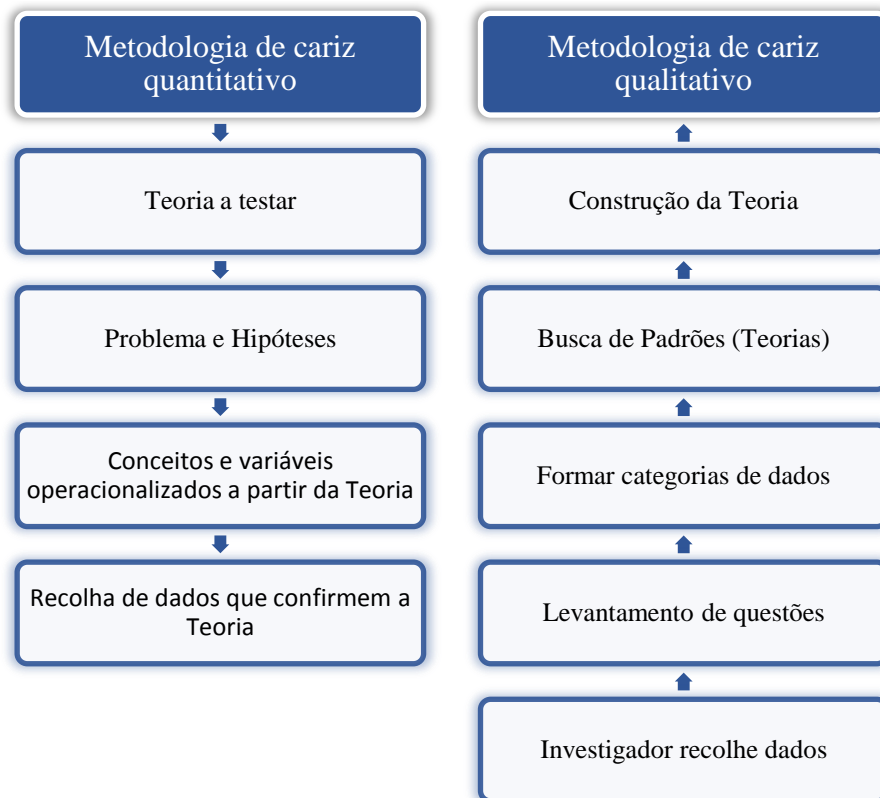 Metodologia de cariz
quantitativo
Teoria a testar
Problema e Hipóteses
Conceitos e variáveis
operacionalizados a partir da Teoria
Recolha de dados que confirmem a
Teoria
Metodologia de cariz
qualitativo
Construção da Teoria
Busca de Padrões (Teorias)
Formar categorias de dados
Levantamento de questões
Investigador recolhe dados